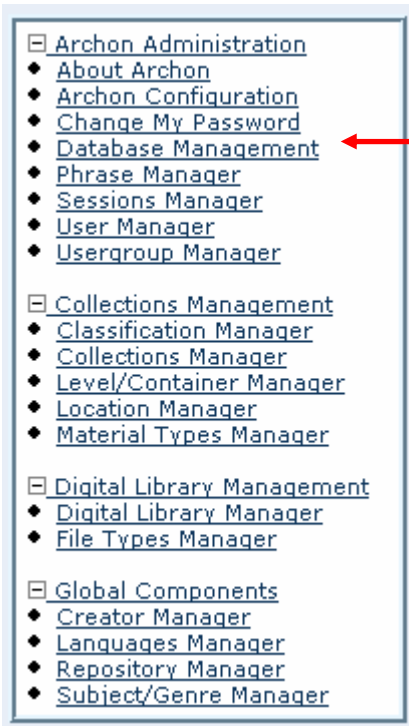 Archon Administration
About Archon
Archon Configuration
Change My Password
Database Management
Phrase Manager
Sessions Manager
User Manager
Usergroup Manager
Collections Management
Classification Manager
Collections Manager
Level/Container Manager
Location Manager
Material Types Manager
Digital Library Management
Digital Library Manager
File Types Manager
Global Components
Creator Manager
Languages Manager
Repository Manager
Subject/Genre Manager